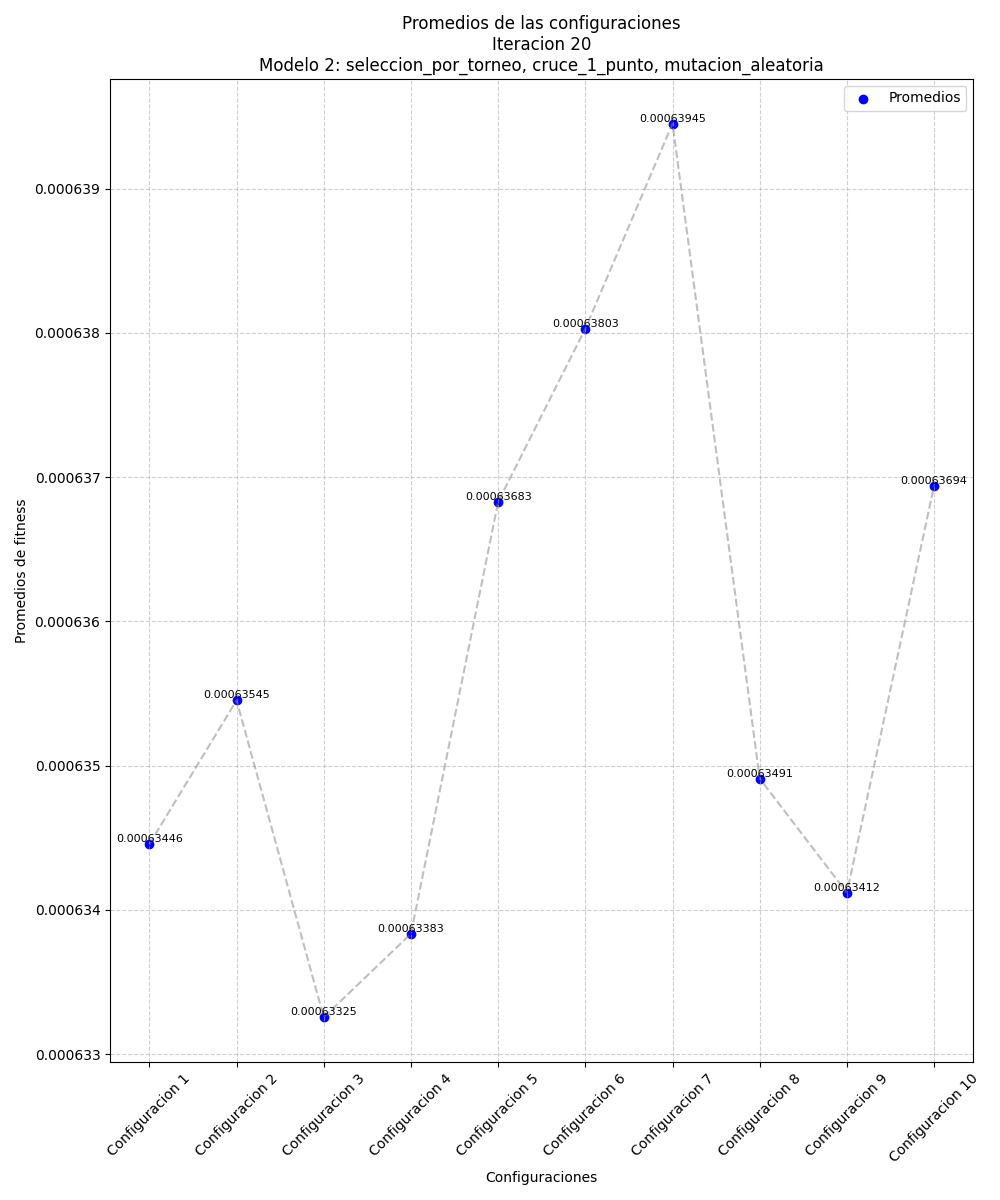 Promedios de las configuraciones
Iteracion 20
Modelo 2: seleccion_por_torneo, cruce_1_punto, mutacion_aleatoria
Promedios
0.00063945
0.000639
0.00063803
0.000638
0.000637
0.00063694
0.00063683
0.000636
0.00063545
0.000635
0.00063491
0.00063446
0.00063412
0.000634
0.00063383
0.00063325
0.000633
Promedios de fitness
Configuracion 1
Configuracion 2
Configuracion 3
Configuracion 4
Configuracion 5
Configuracion 6
Configuracion 7
Configuracion 8
Configuracion 9
Configuracion 10
Configuraciones